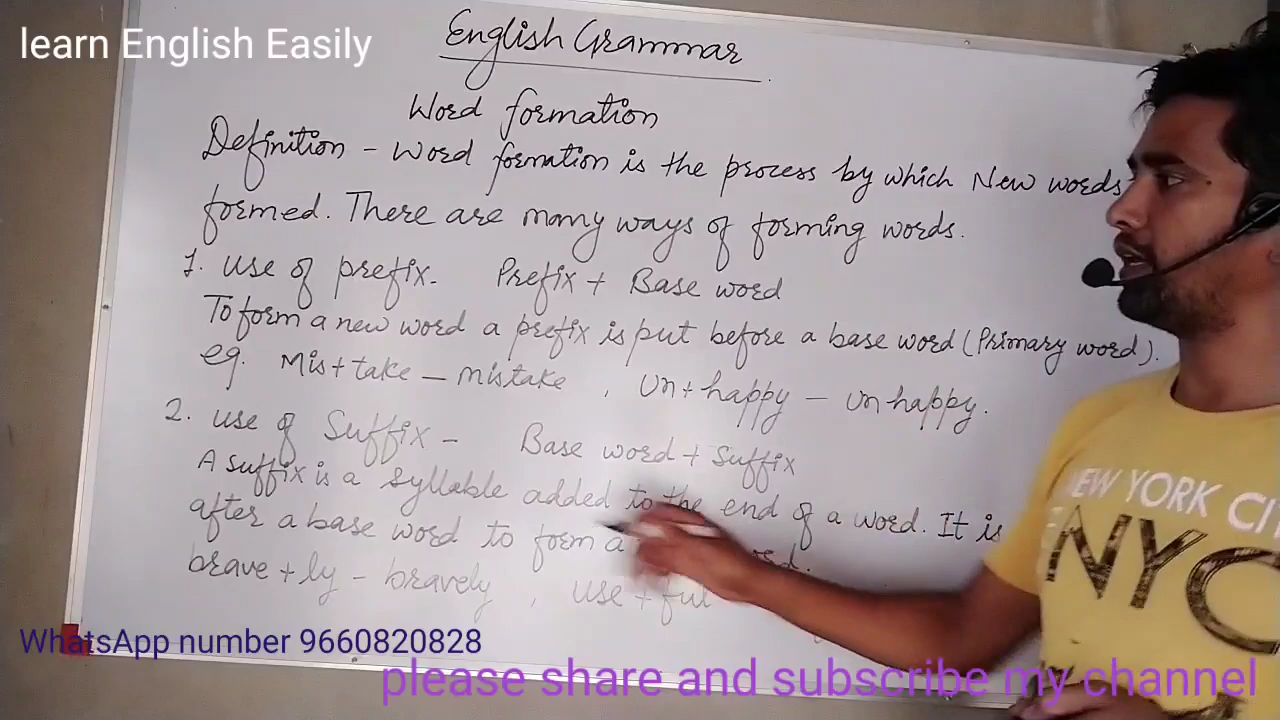 learn English Easily
English Grammar
Word formation
Definition - Word formation is the process by which New words
formed. There are many ways of forming words.
1. use of prefix. Prefix + Base word
To form a new word a prefix is put before a base word (Primary word).
eg. Mis + take - mistake , Un + happy - unhappy.
2. use of Suffix - Base word + Suffix
A suffix is a syllable added to the end of a word. It is
after a base word to form a
brave + ly - bravely , use + ful
NEW YORK CI
NYC
WhatsApp number 9660820828
please share and subscribe my channel